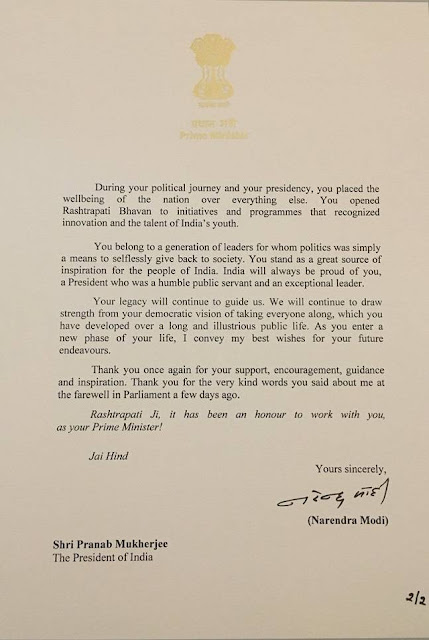 सत्यमेव जयते
प्रधान मंत्री
Prime Minister
During your political journey and your presidency, you placed the
wellbeing of the nation over everything else. You opened
Rashtrapati Bhavan to initiatives and programmes that recognized
innovation and the talent of India's youth.
You belong to a generation of leaders for whom politics was simply
a means to selflessly give back to society. You stand as a great source of
inspiration for the people of India. India will always be proud of you,
a President who was a humble public servant and an exceptional leader.
Your legacy will continue to guide us. We will continue to draw
strength from your democratic vision of taking everyone along, which you
have developed over a long and illustrious public life. As you enter a
new phase of your life, I convey my best wishes for your future
endeavours.
Thank you once again for your support, encouragement, guidance
and inspiration. Thank you for the very kind words you said about me at
the farewell in Parliament a few days ago.
Rashtrapati Ji, it has been an honour to work with you,
as your Prime Minister!
Jai Hind
Yours sincerely,
नरेन्द्र मोदी
(Narendra Modi)
Shri Pranab Mukherjee
The President of India
2/2